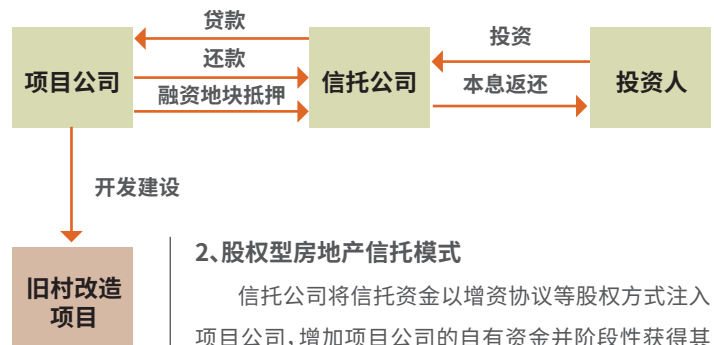 贷款
投资
还款
项目公司
信托公司
投资人
本息返还
融资地块抵押
开发建设
旧村改造
项目
2、股权型房地产信托模式
信托公司将信托资金以增资协议等股权方式注入
项目公司,增加项目公司的自有资金并阶段性获得其